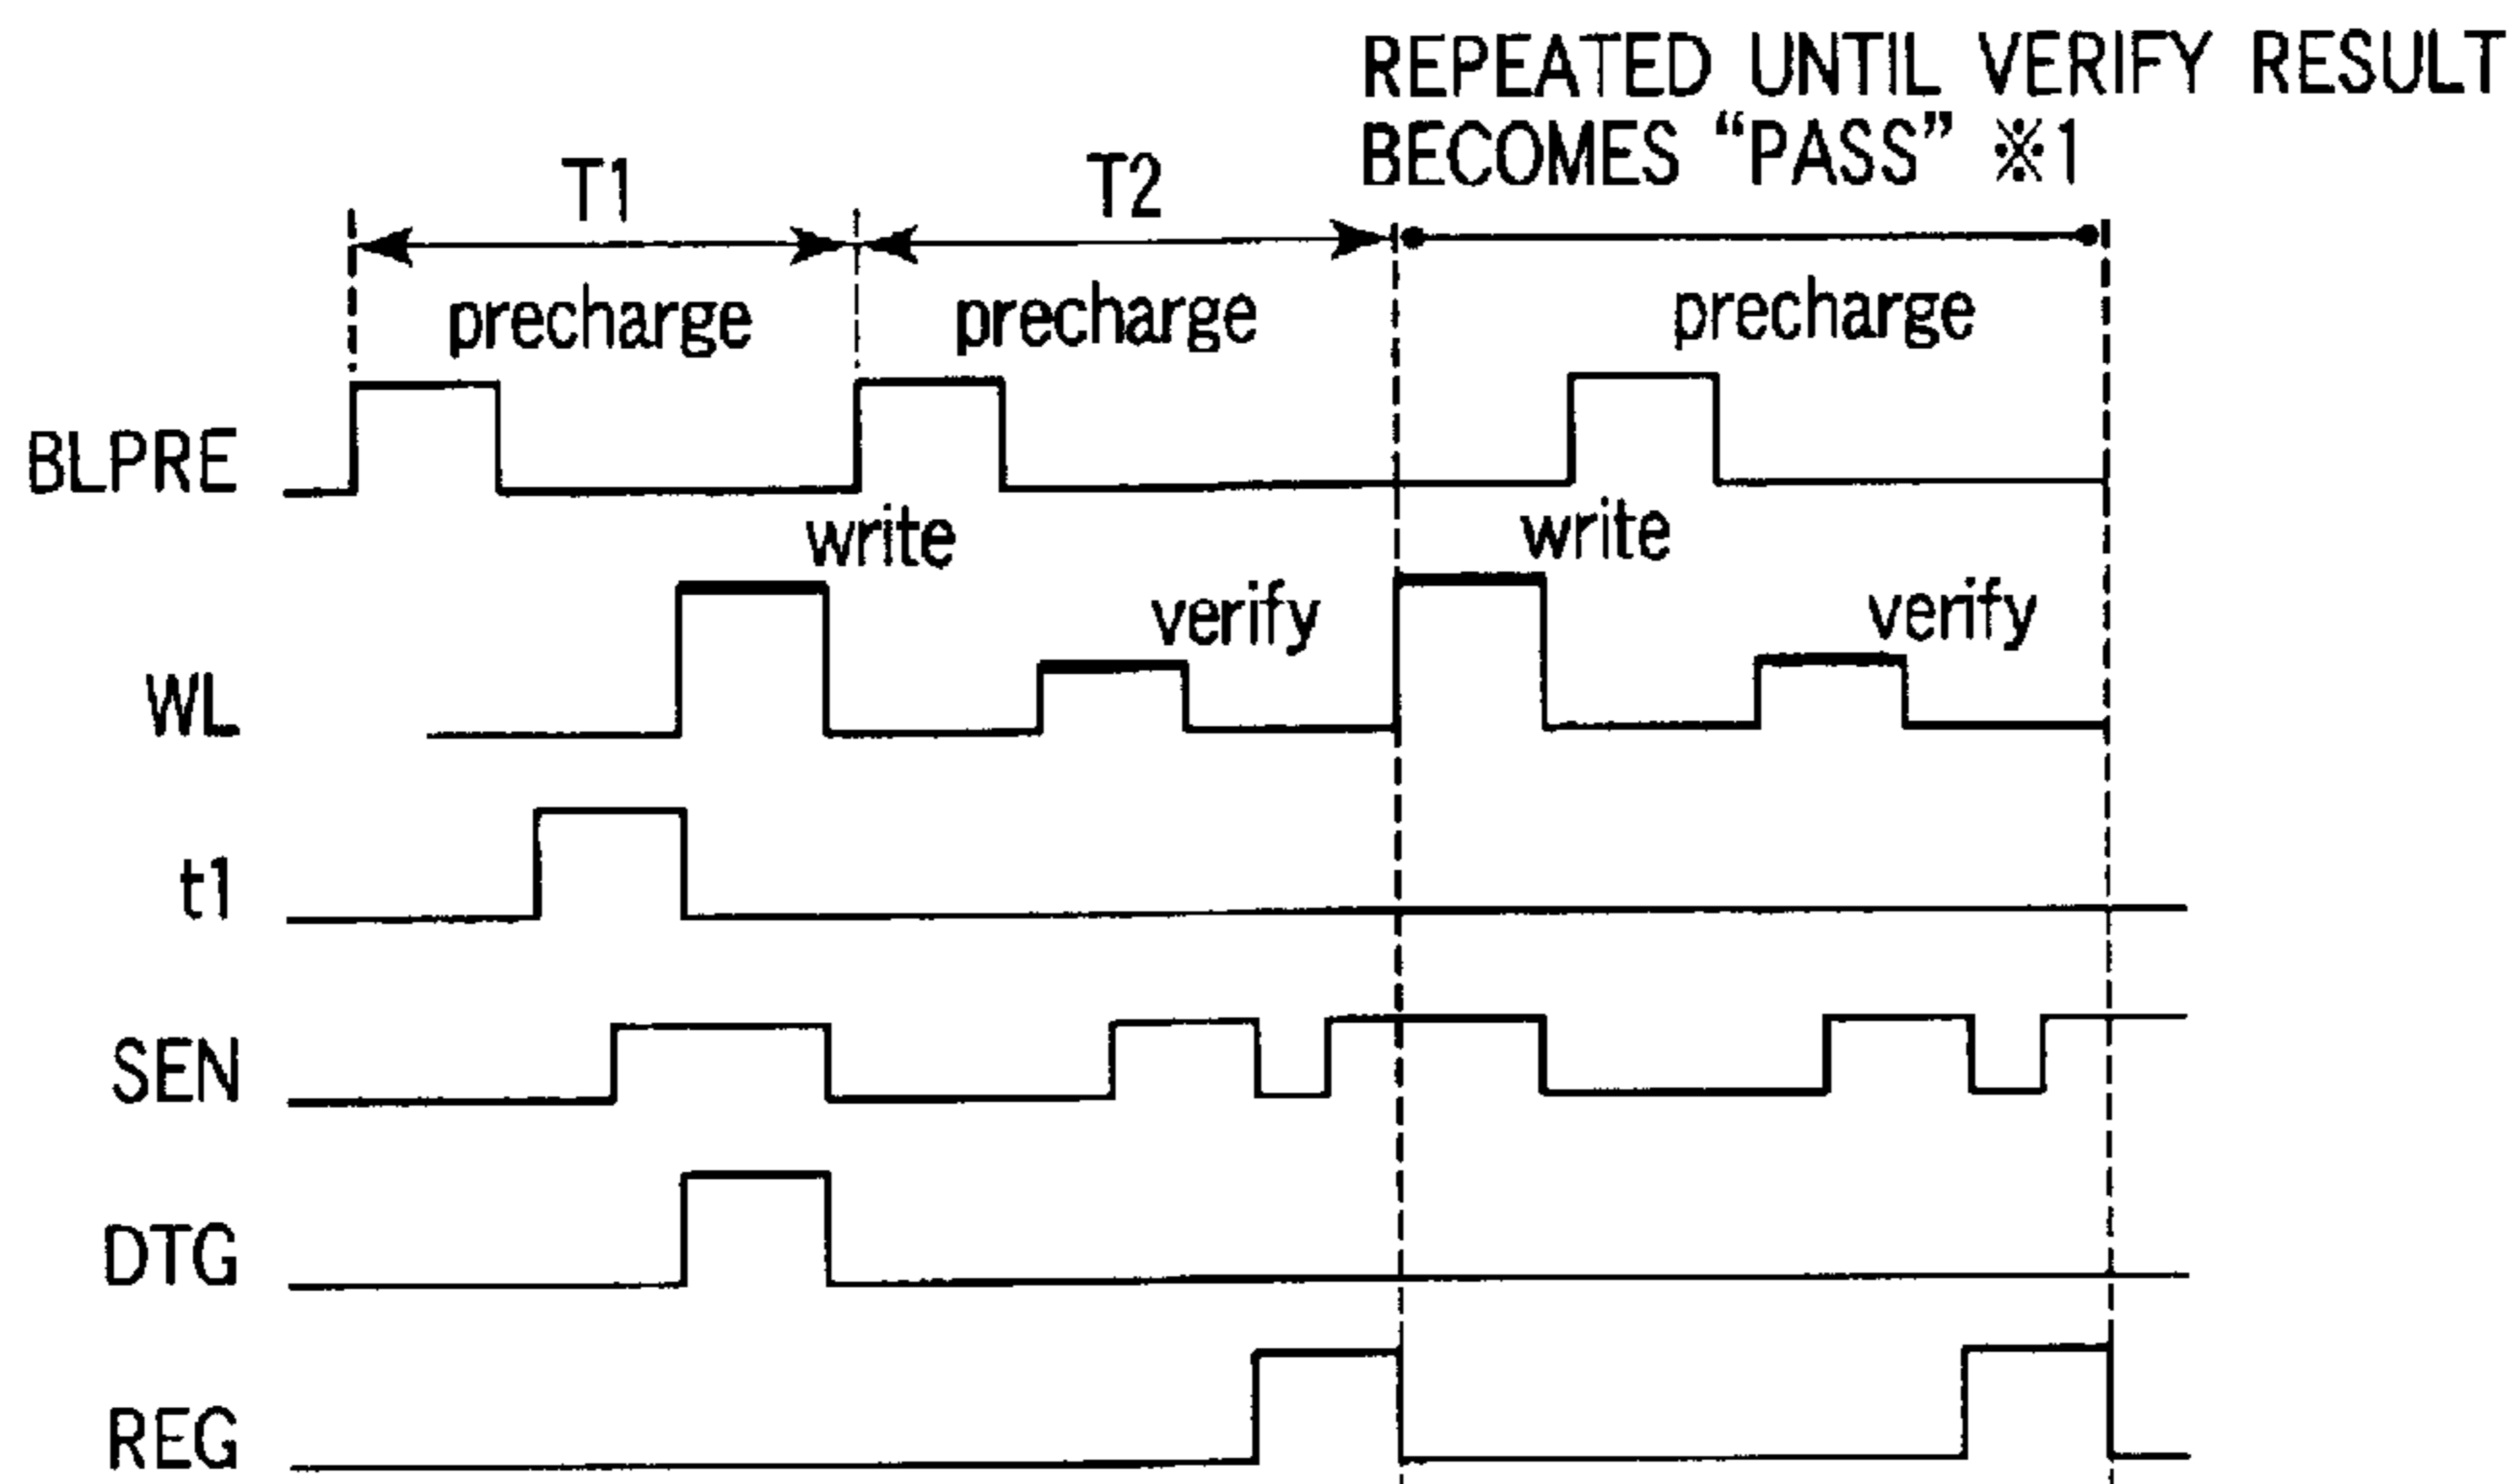 REPEATED UNTIL VERIFY RESULT
BECOMES “PASS” ※1
T1
T2
precharge
precharge
precharge
BLPRE
write
write
verify
verify
WL
t1
SEN
DTG
REG